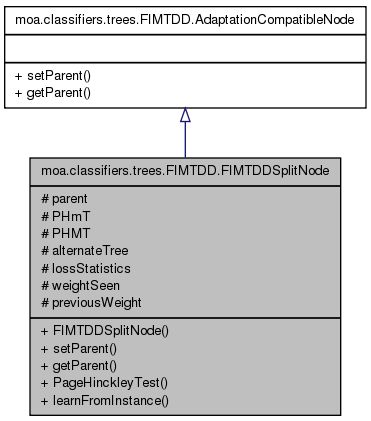 moa.classifiers.trees.FIMTDD.AdaptationCompatibleNode
+ setParent()
+ getParent()
moa.classifiers.trees.FIMTDD.FIMTDDSplitNode
# parent
# PHmT
# PHMT
# alternateTree
# lossStatistics
# weightSeen
# previousWeight
+ FIMTDDSplitNode()
+ setParent()
+ getParent()
+ PageHinckleyTest()
+ learnFromInstance()